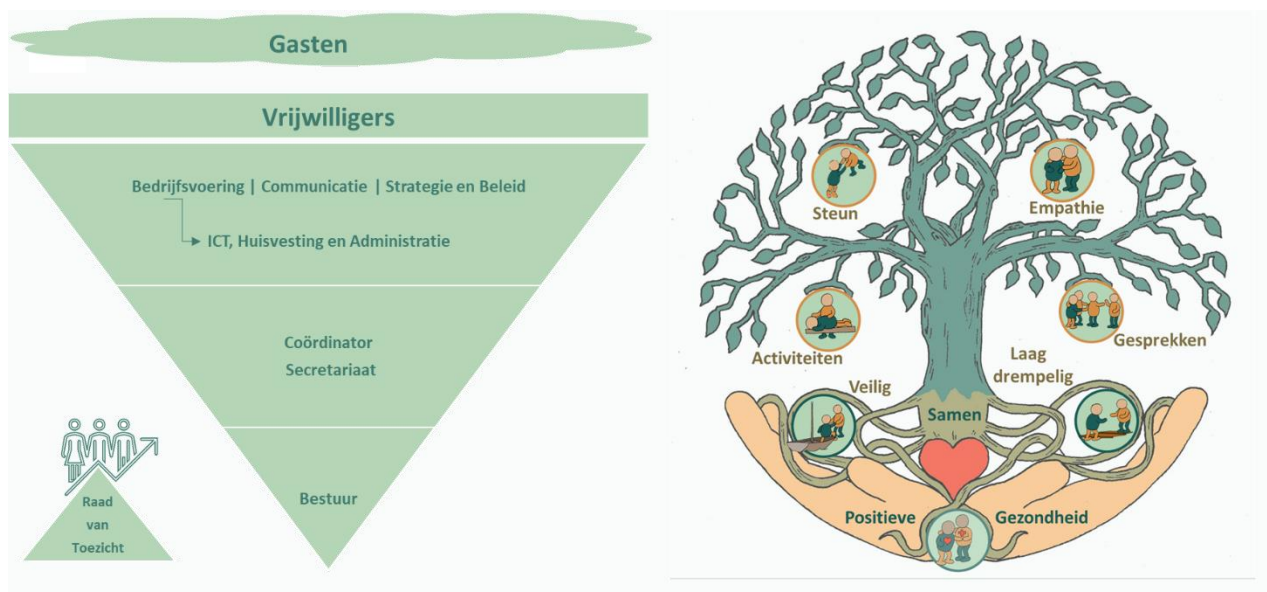 Gasten
Vrijwilligers
Bedrijfsvoering | Communicatie | Strategie en Beleid
ICT, Huisvesting en Administratie
Coördinator
Secretariaat
Bestuur
Raad
van
Toezicht
Steun
Empathie
Activiteiten
Gesprekken
Veilig
Laag
drempelig
Samen
Positieve Gezondheid